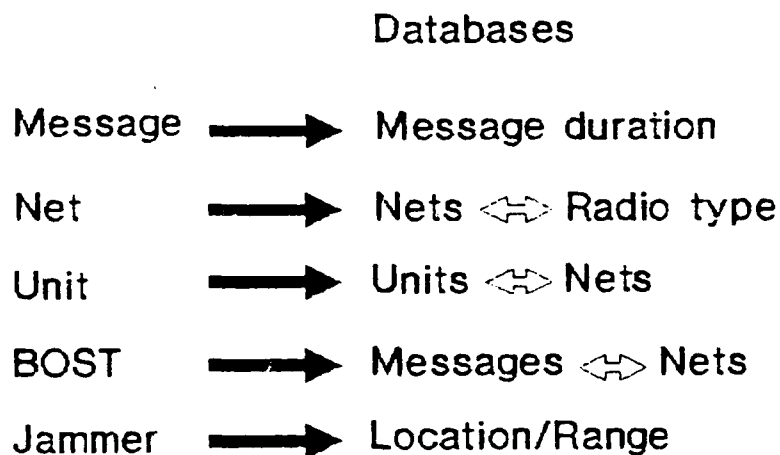 Databases
Message Message duration
Net Nets Radio type
Unit Units Nets
BOST Messages Nets
Jammer Location/Range